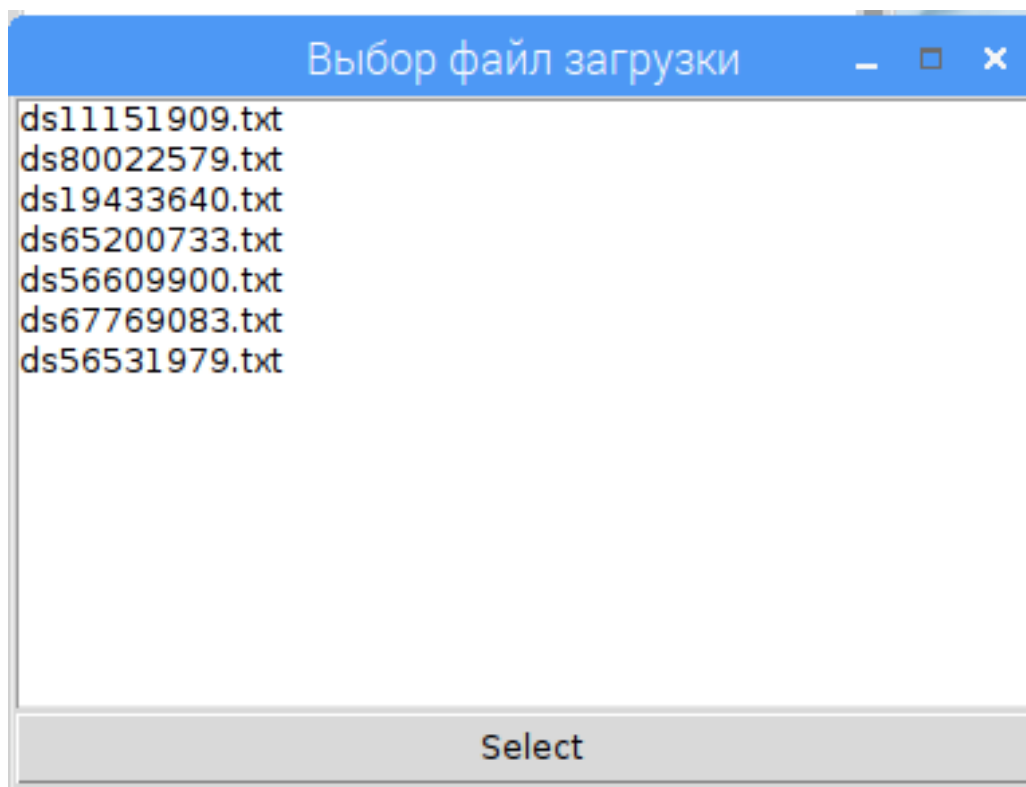 Выбор файл загрузки
ds11151909.txt
ds80022579.txt
ds19433640.txt
ds65200733.txt
ds56609900.txt
ds67769083.txt
ds56531979.txt
Select